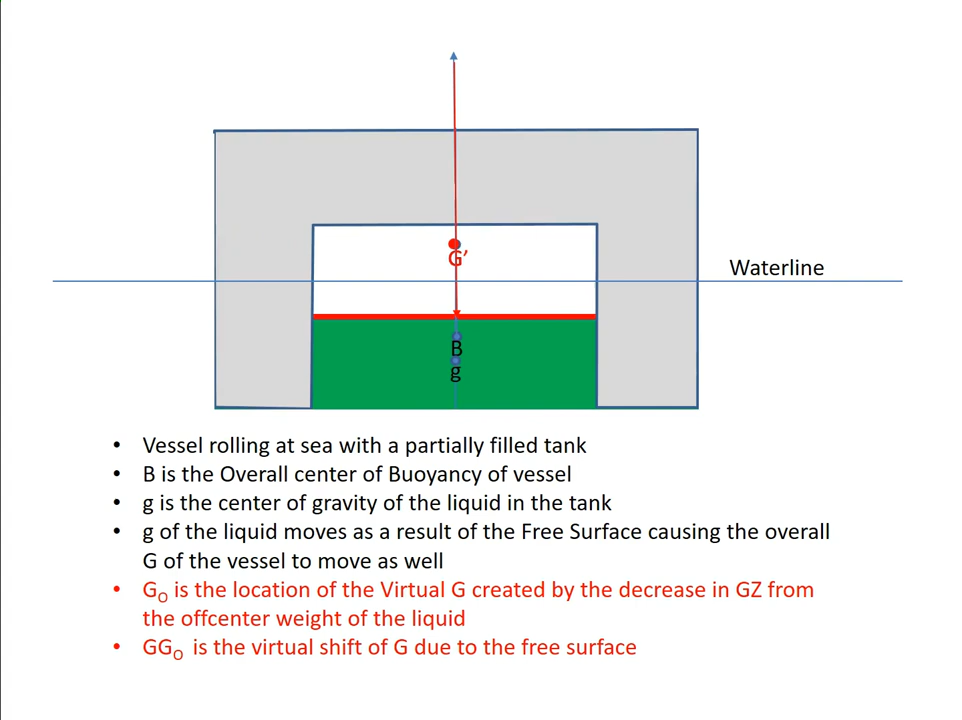 G’
Waterline
B
g
• Vessel rolling at sea with a partially filled tank
• B is the Overall center of Buoyancy of vessel
• g is the center of gravity of the liquid in the tank
• g of the liquid moves as a result of the Free Surface causing the overall
G of the vessel to move as well
• GO is the location of the Virtual G created by the decrease in GZ from
the offcenter weight of the liquid
• GGO is the virtual shift of G due to the free surface